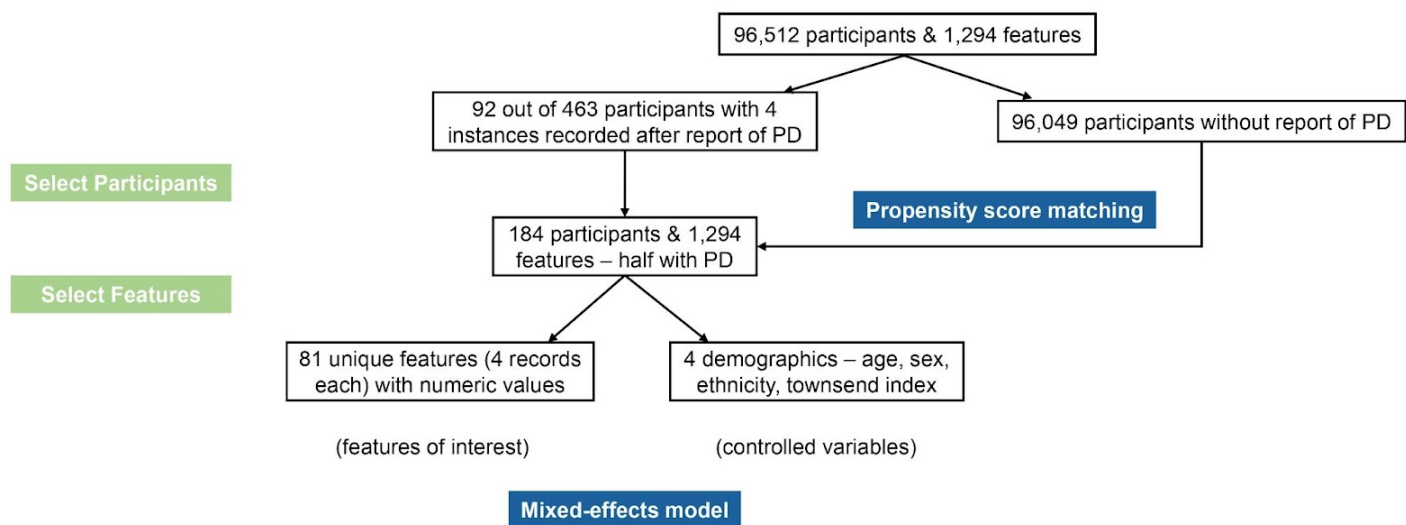 96,512 participants & 1,294 features
92 out of 463 participants with 4
instances recorded after report of PD
96,049 participants without report of PD
Select Participants
Propensity score matching
184 participants & 1,294
features – half with PD
Select Features
81 unique features (4 records
each) with numeric values
4 demographics – age, sex,
ethnicity, townsend index
(features of interest)
(controlled variables)
Mixed-effects model